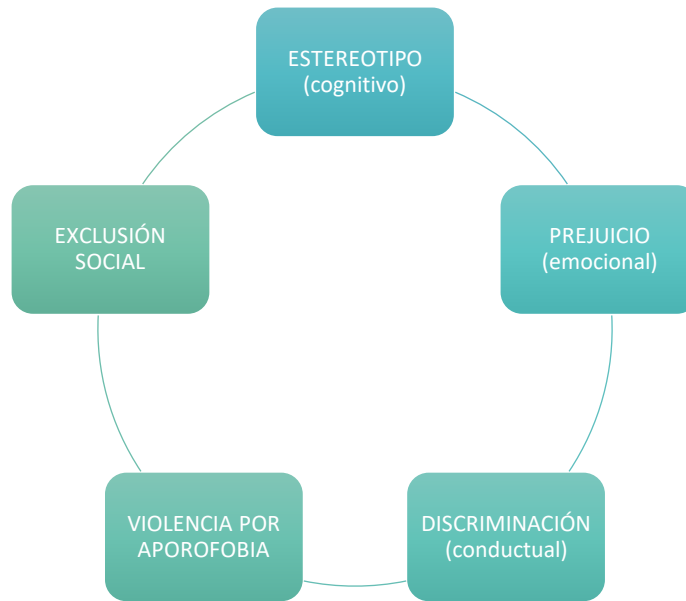 ESTEREOTIPO
(cognitivo)
PREJUICIO
(emocional)
DISCRIMINACIÓN
(conductual)
VIOLENCIA POR
APOROFOBIA
EXCLUSIÓN
SOCIAL